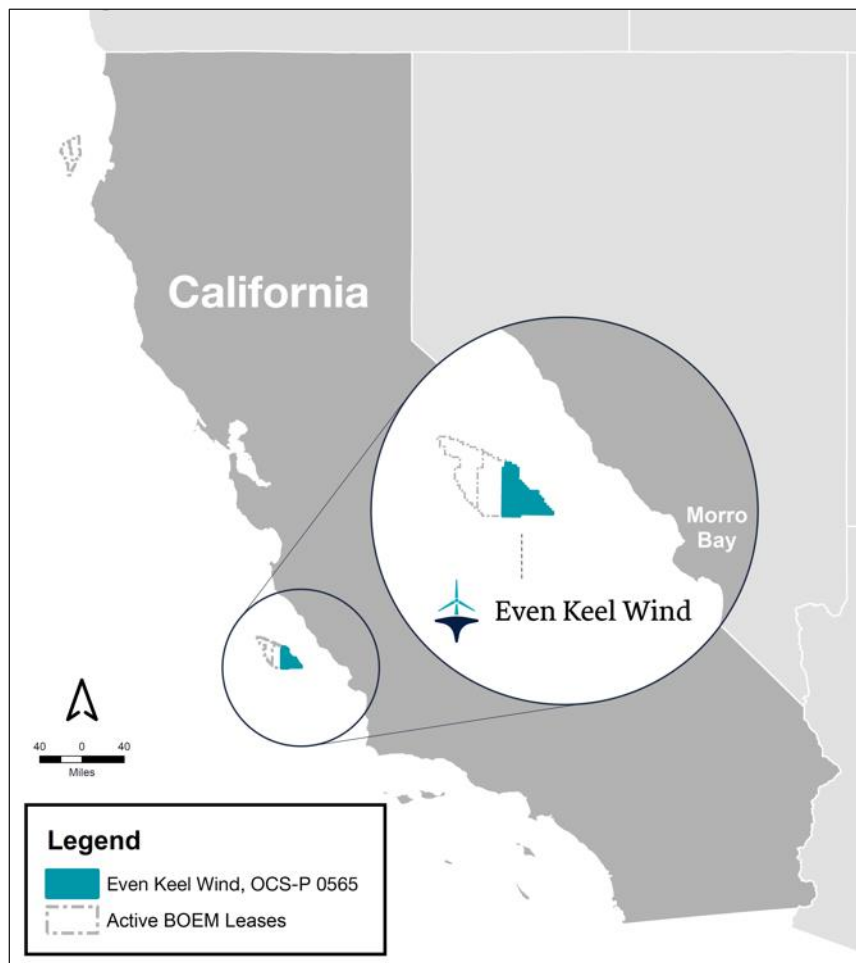 California
Morro
Bay
Even Keel Wind
40 0 40
Miles
Legend
Even Keel Wind, OCS-P 0565
Active BOEM Leases